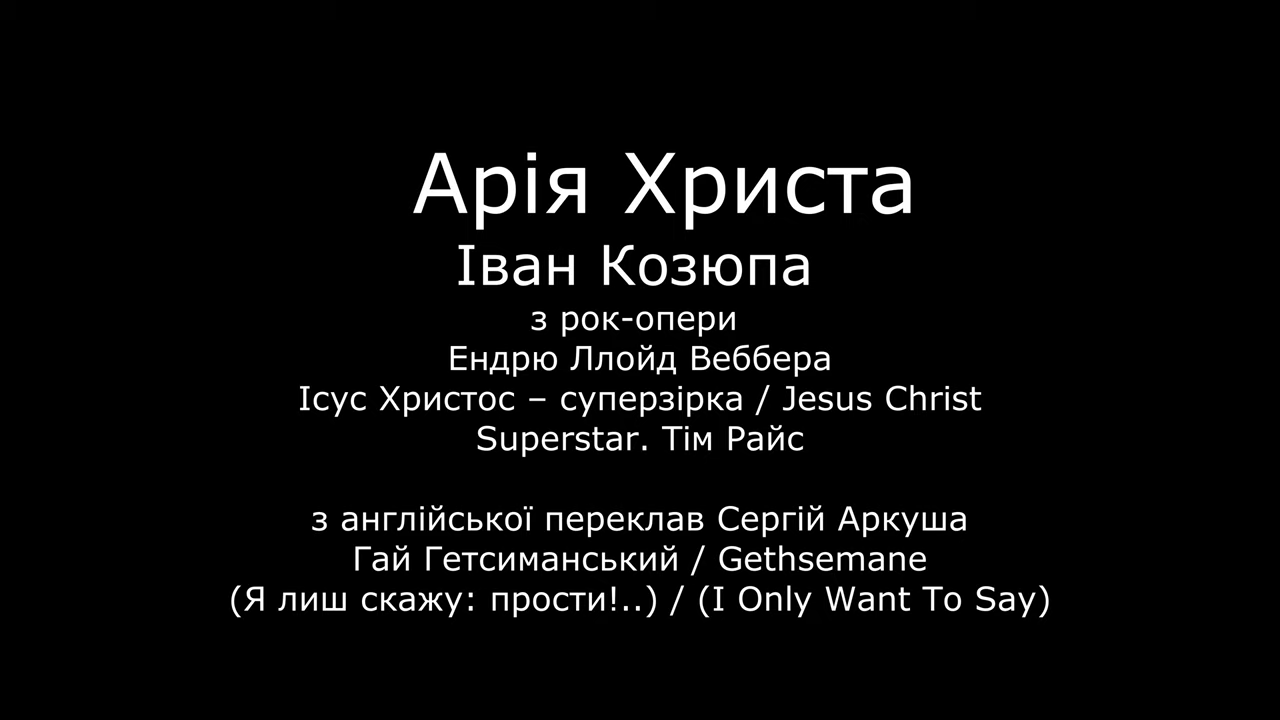 Арія Христа
Іван Козюпа
з рок-опери
Ендрю Ллойд Веббера
Ісус Христос – суперзірка / Jesus Christ
Superstar. Тім Райс
з англійської переклав Сергій Аркуша
Гай Гетсиманський / Gethsemane
(Я лиш скажу: прости!..) / (I Only Want To Say)